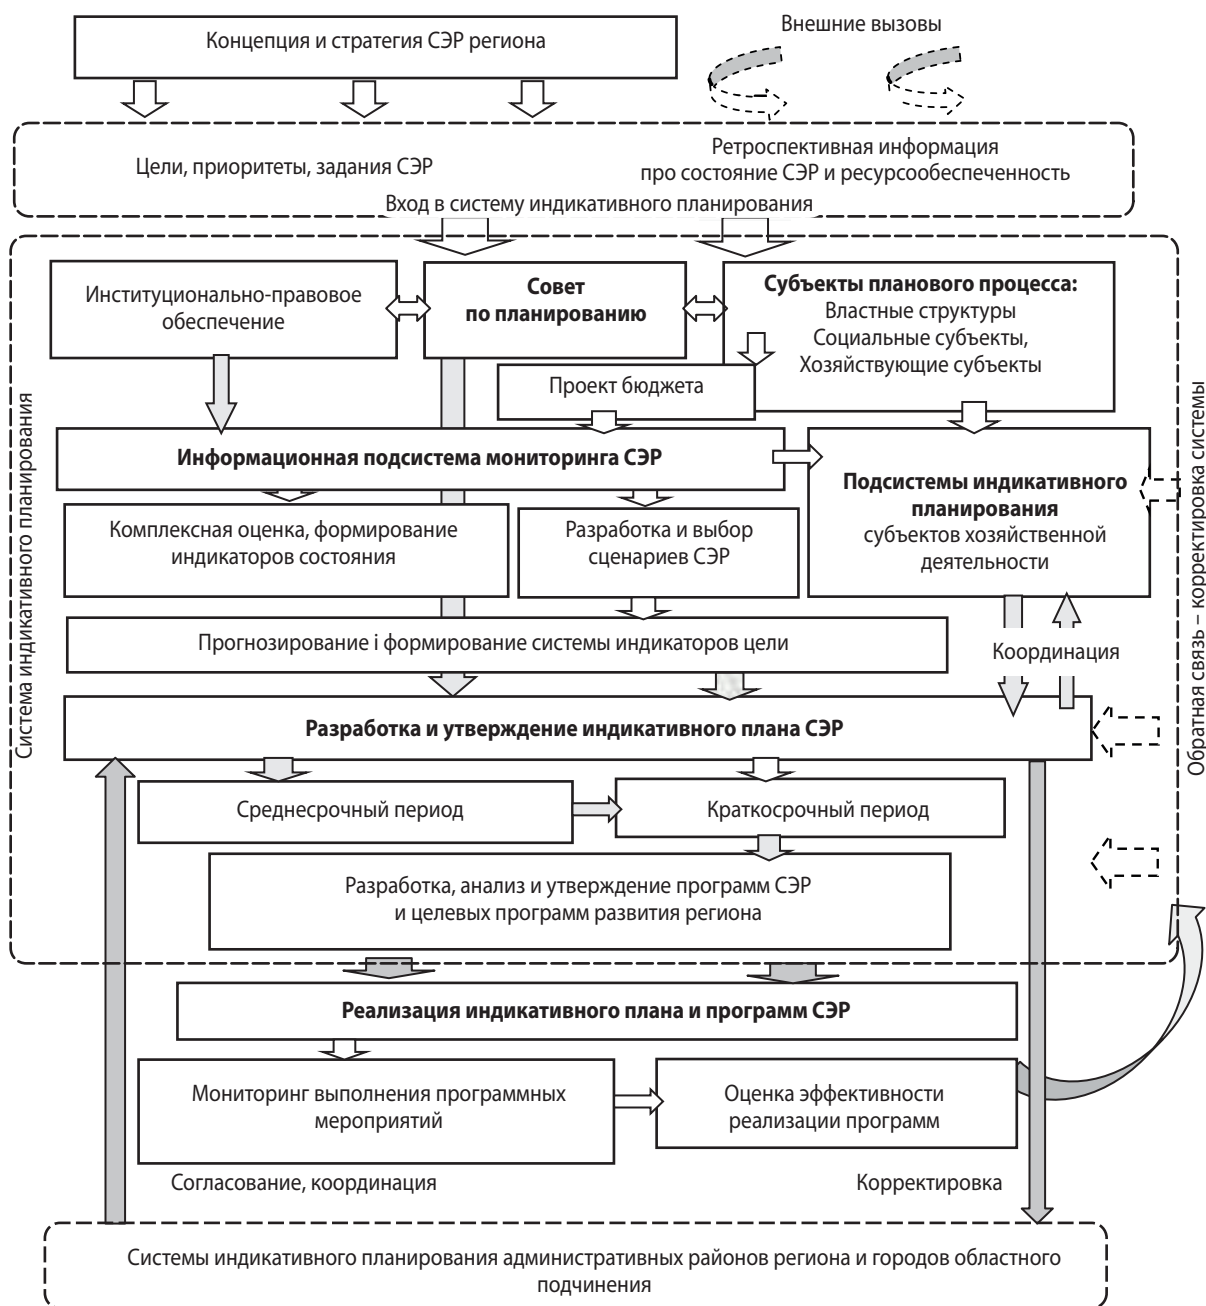 Концепция и стратегия СЭР региона
Внешние вызовы
Цели, приоритеты, задания СЭР
Ретроспективная информация
про состояние СЭР и ресурсообеспеченность
Вход в систему индикативного планирования
Система индикативного планирования
Институционально-правовое
обеспечение
Совет
по планированию
Субъекты планового процесса:
Властные структуры
Социальные субъекты,
Хозяйствующие субъекты
Проект бюджета
Информационная подсистема мониторинга СЭР
Подсистемы индикативного
планирования
субъектов хозяйственной
деятельности
Комплексная оценка, формирование
индикаторов состояния
Разработка и выбор
сценариев СЭР
Прогнозирование і формирование системы индикаторов цели
Координация
Обратная связь – корректировка системы
Разработка и утверждение индикативного плана СЭР
Среднесрочный период
Краткосрочный период
Разработка, анализ и утверждение программ СЭР
и целевых программ развития региона
Реализация индикативного плана и программ СЭР
Мониторинг выполнения программных
мероприятий
Оценка эффективности
реализации программ
Согласование, координация
Корректировка
Системы индикативного планирования административных районов региона и городов областного
подчинения